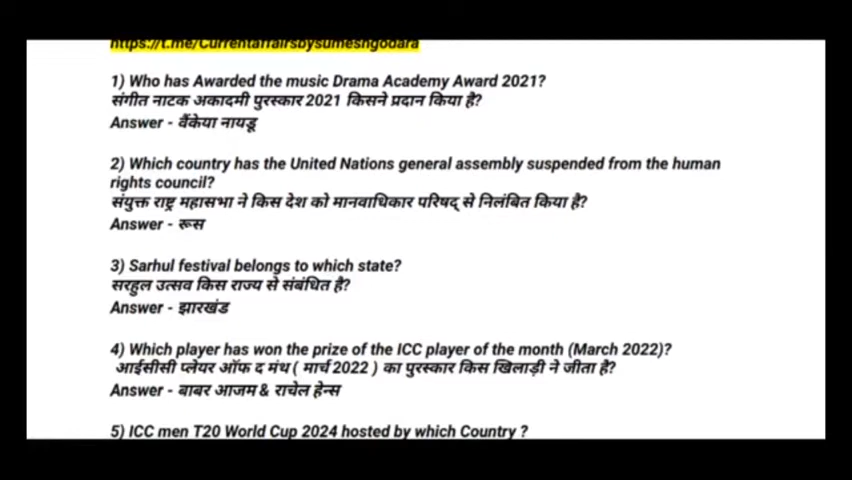 https://t.me/Currentaffairsbysumeshgodara
1) Who has Awarded the music Drama Academy Award 2021?
संगीत नाटक अकादमी पुरस्कार 2021 किसने प्रदान किया है?
Answer - वैंकेया नायडू
2) Which country has the United Nations general assembly suspended from the human
rights council?
संयुक्त राष्ट्र महासभा ने किस देश को मानवाधिकार परिषद् से निलंबित किया है?
Answer - रूस
3) Sarhul festival belongs to which state?
सरहुल उत्सव किस राज्य से संबंधित है?
Answer - झारखंड
4) Which player has won the prize of the ICC player of the month (March 2022)?
आईसीसी प्लेयर ऑफ द मंथ ( मार्च 2022 ) का पुरस्कार किस खिलाड़ी ने जीता है?
Answer - बाबर आजम & राचेल हेन्स
5) ICC men T20 World Cup 2024 hosted by which Country ?